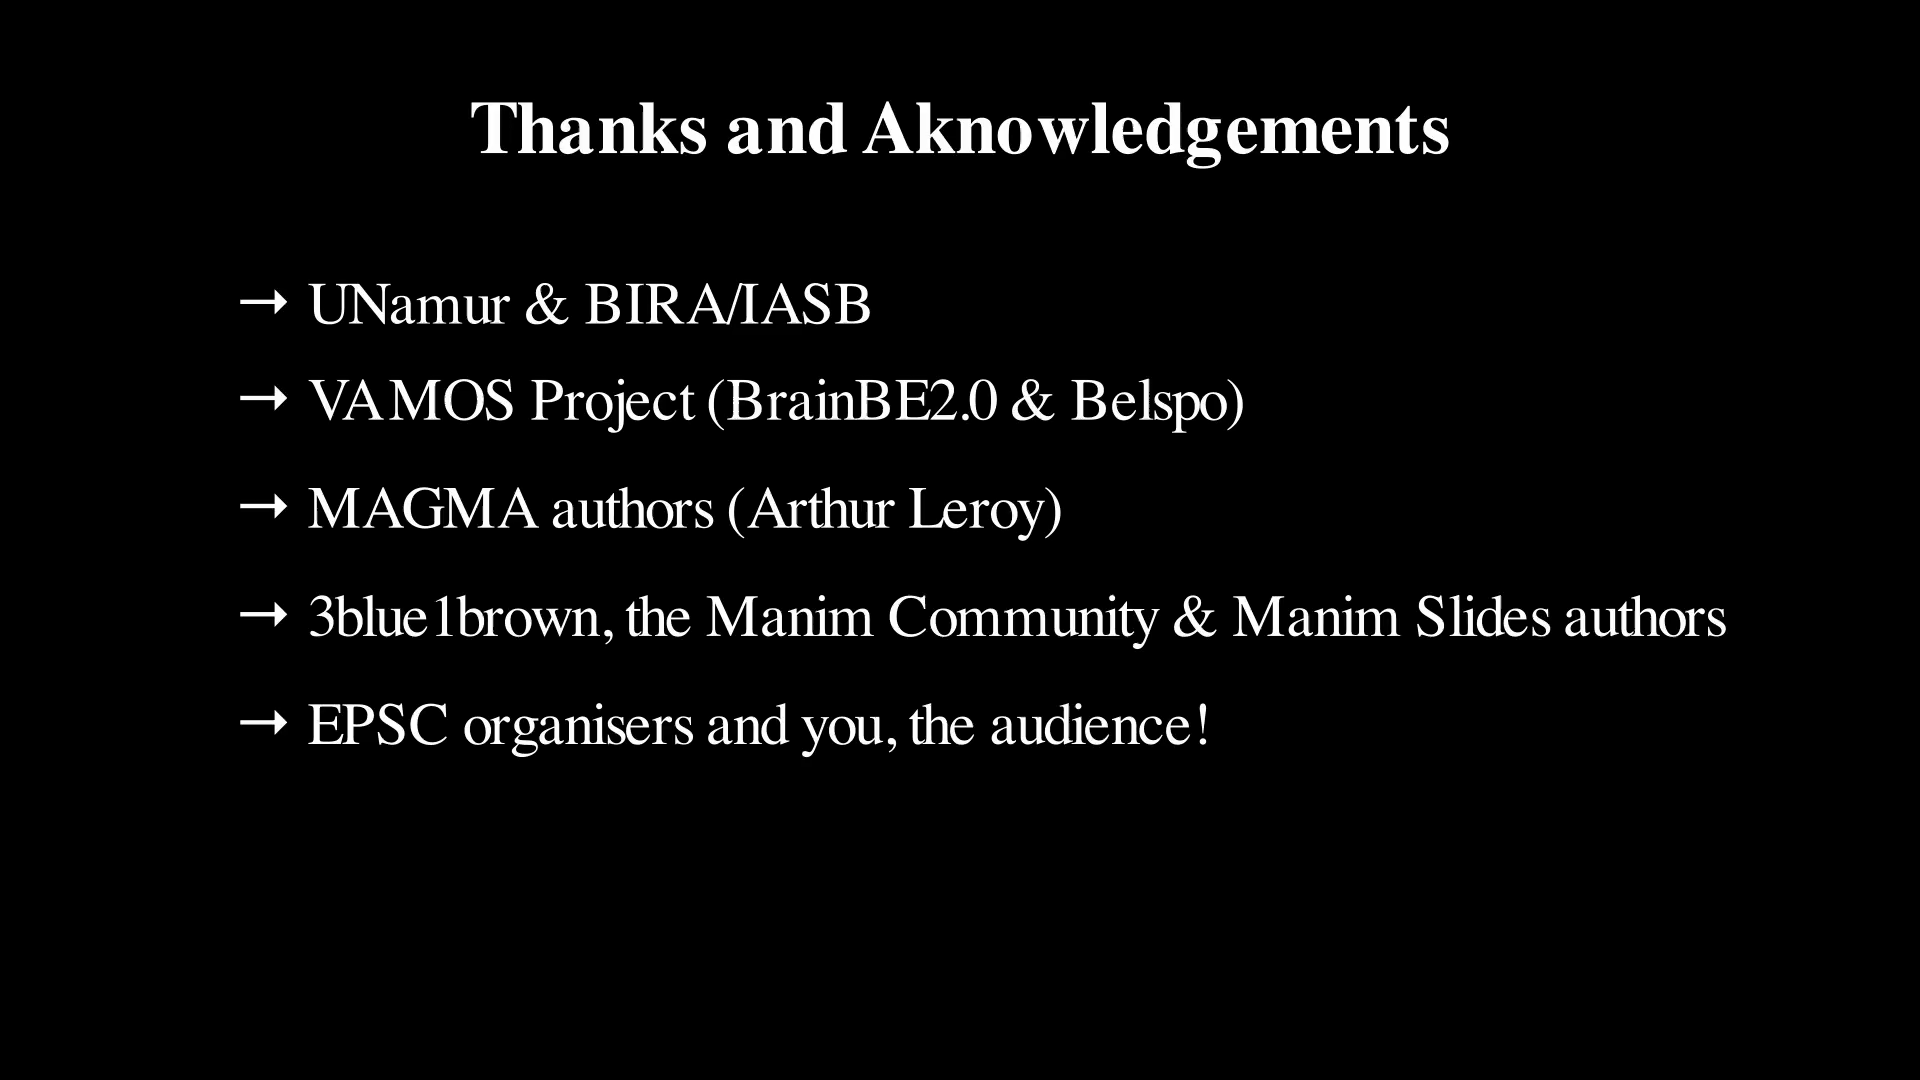 Thanks and Aknowledgements
→ UNamur & BIRA/IASB
→ VAMOS Project (BrainBE2.0 & Belspo)
→ MAGMA authors (Arthur Leroy)
→ 3blue1brown, the Manim Community & Manim Slides authors
→ EPSC organisers and you, the audience!